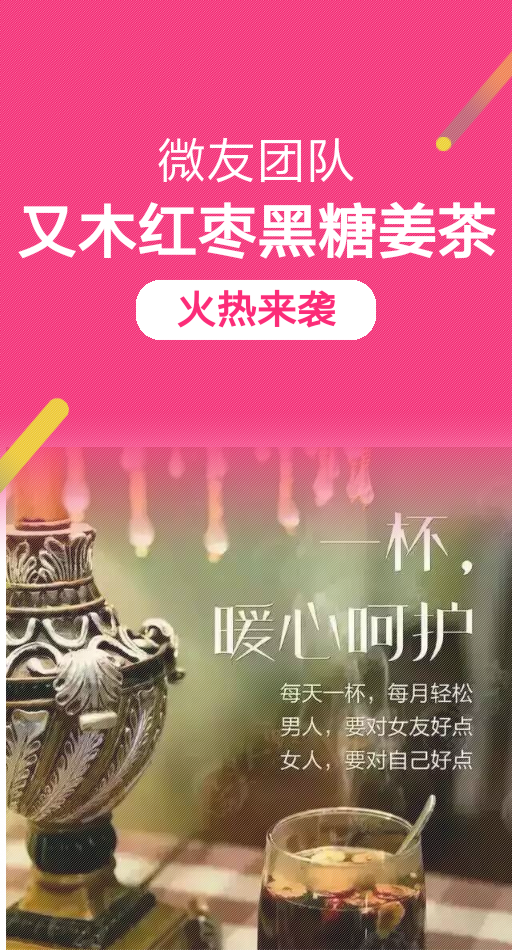 微友团队
又木红枣黑糖姜茶
火热来袭
一杯，
暖心呵护
每天一杯，每月轻松
男人，要对女友好点
女人，要对自己好点